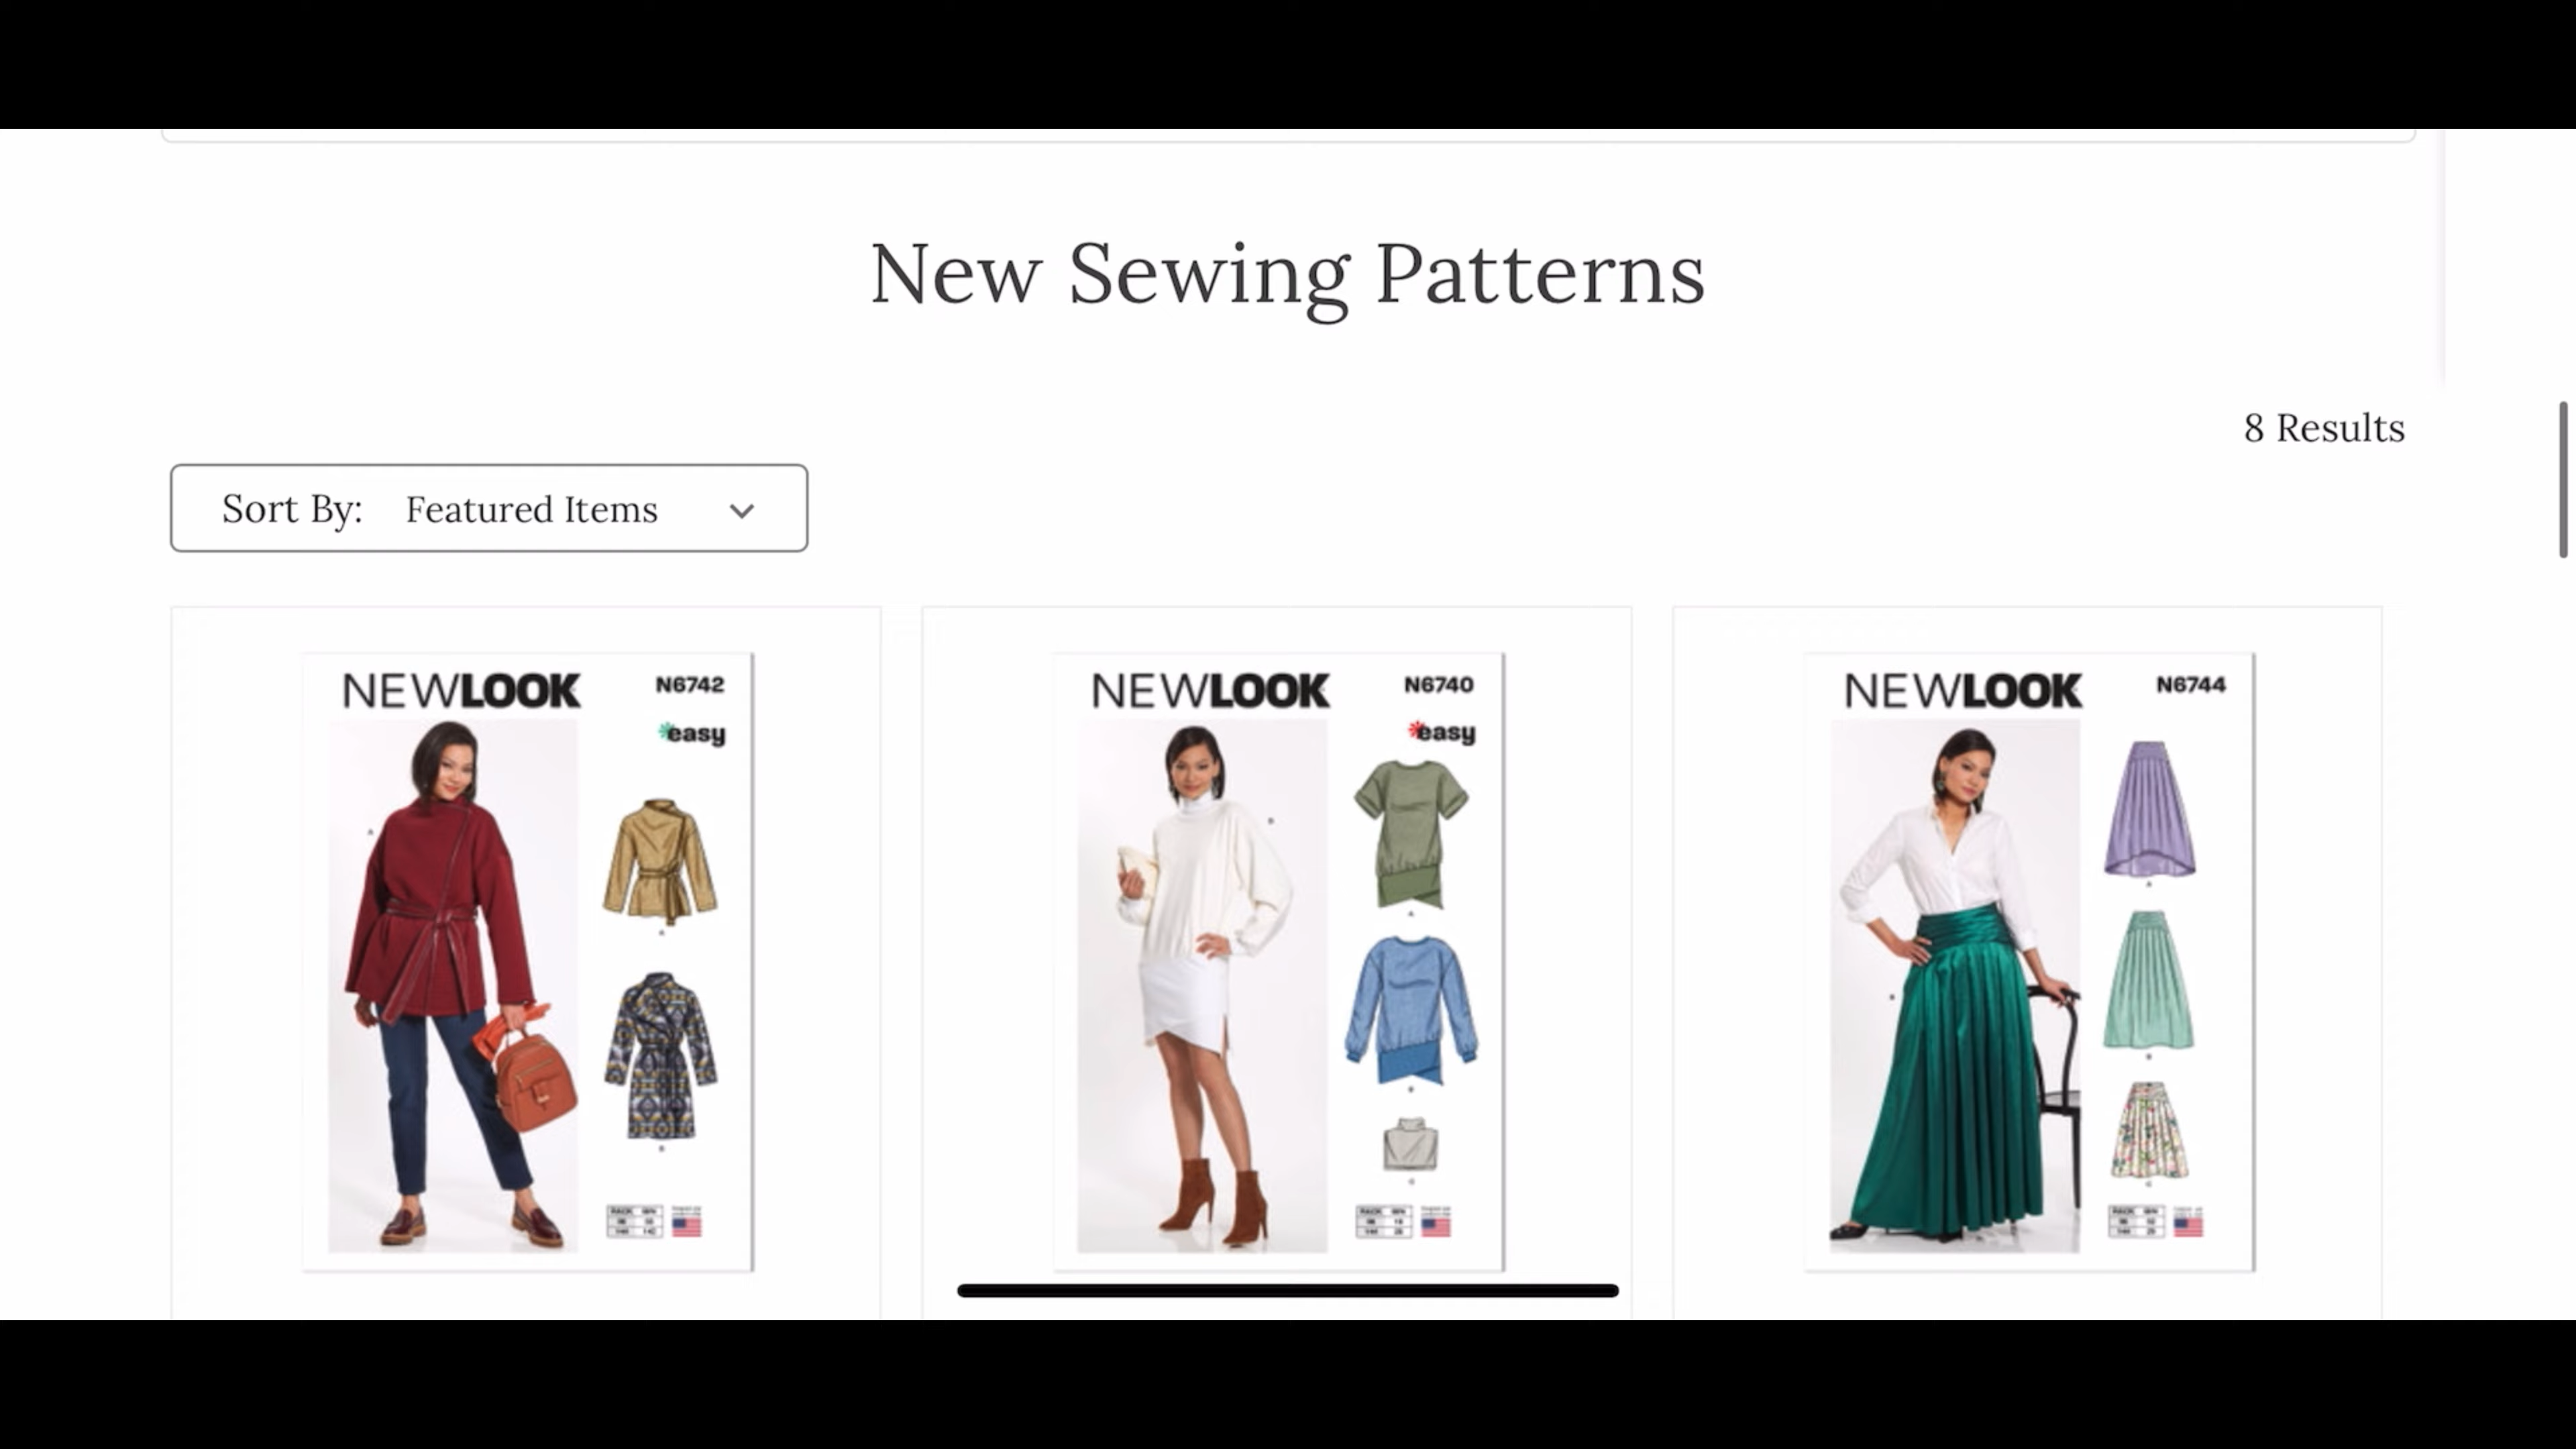 New Sewing Patterns
8 Results
Sort By: Featured Items
NEWLOOK N6742
easy
A
NEWLOOK N6740
easy
B
NEWLOOK N6744